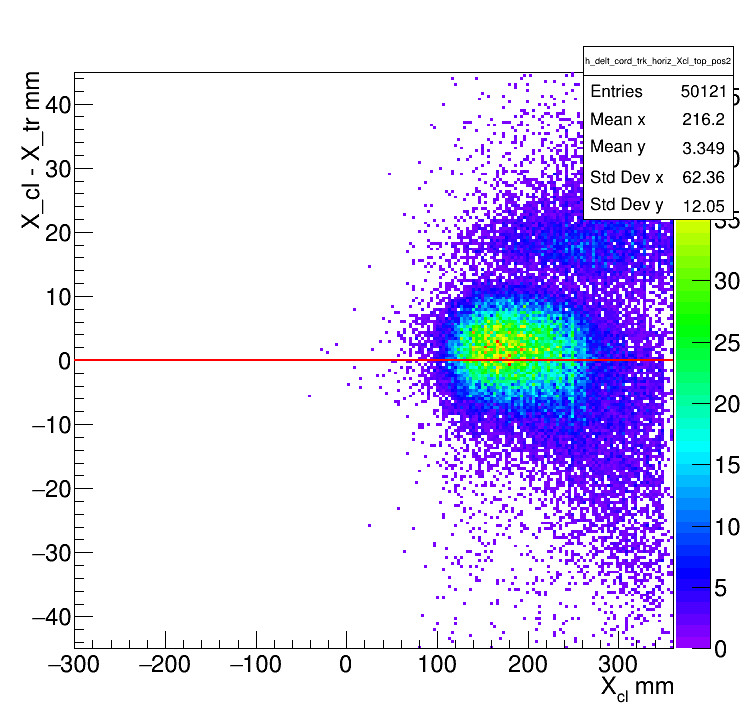 h_delt_cord_trk_horiz_Xcl_top_pos2
Entries 50121
Mean x 216.2
Mean y 3.349
Std Dev x 62.36
Std Dev y 12.05
X_cl - X_tr mm
40
30
20
10
0
−10
−20
−30
−40
−300 −200 −100 0 100 200 300
X_cl mm
35
30
25
20
15
10
5
0